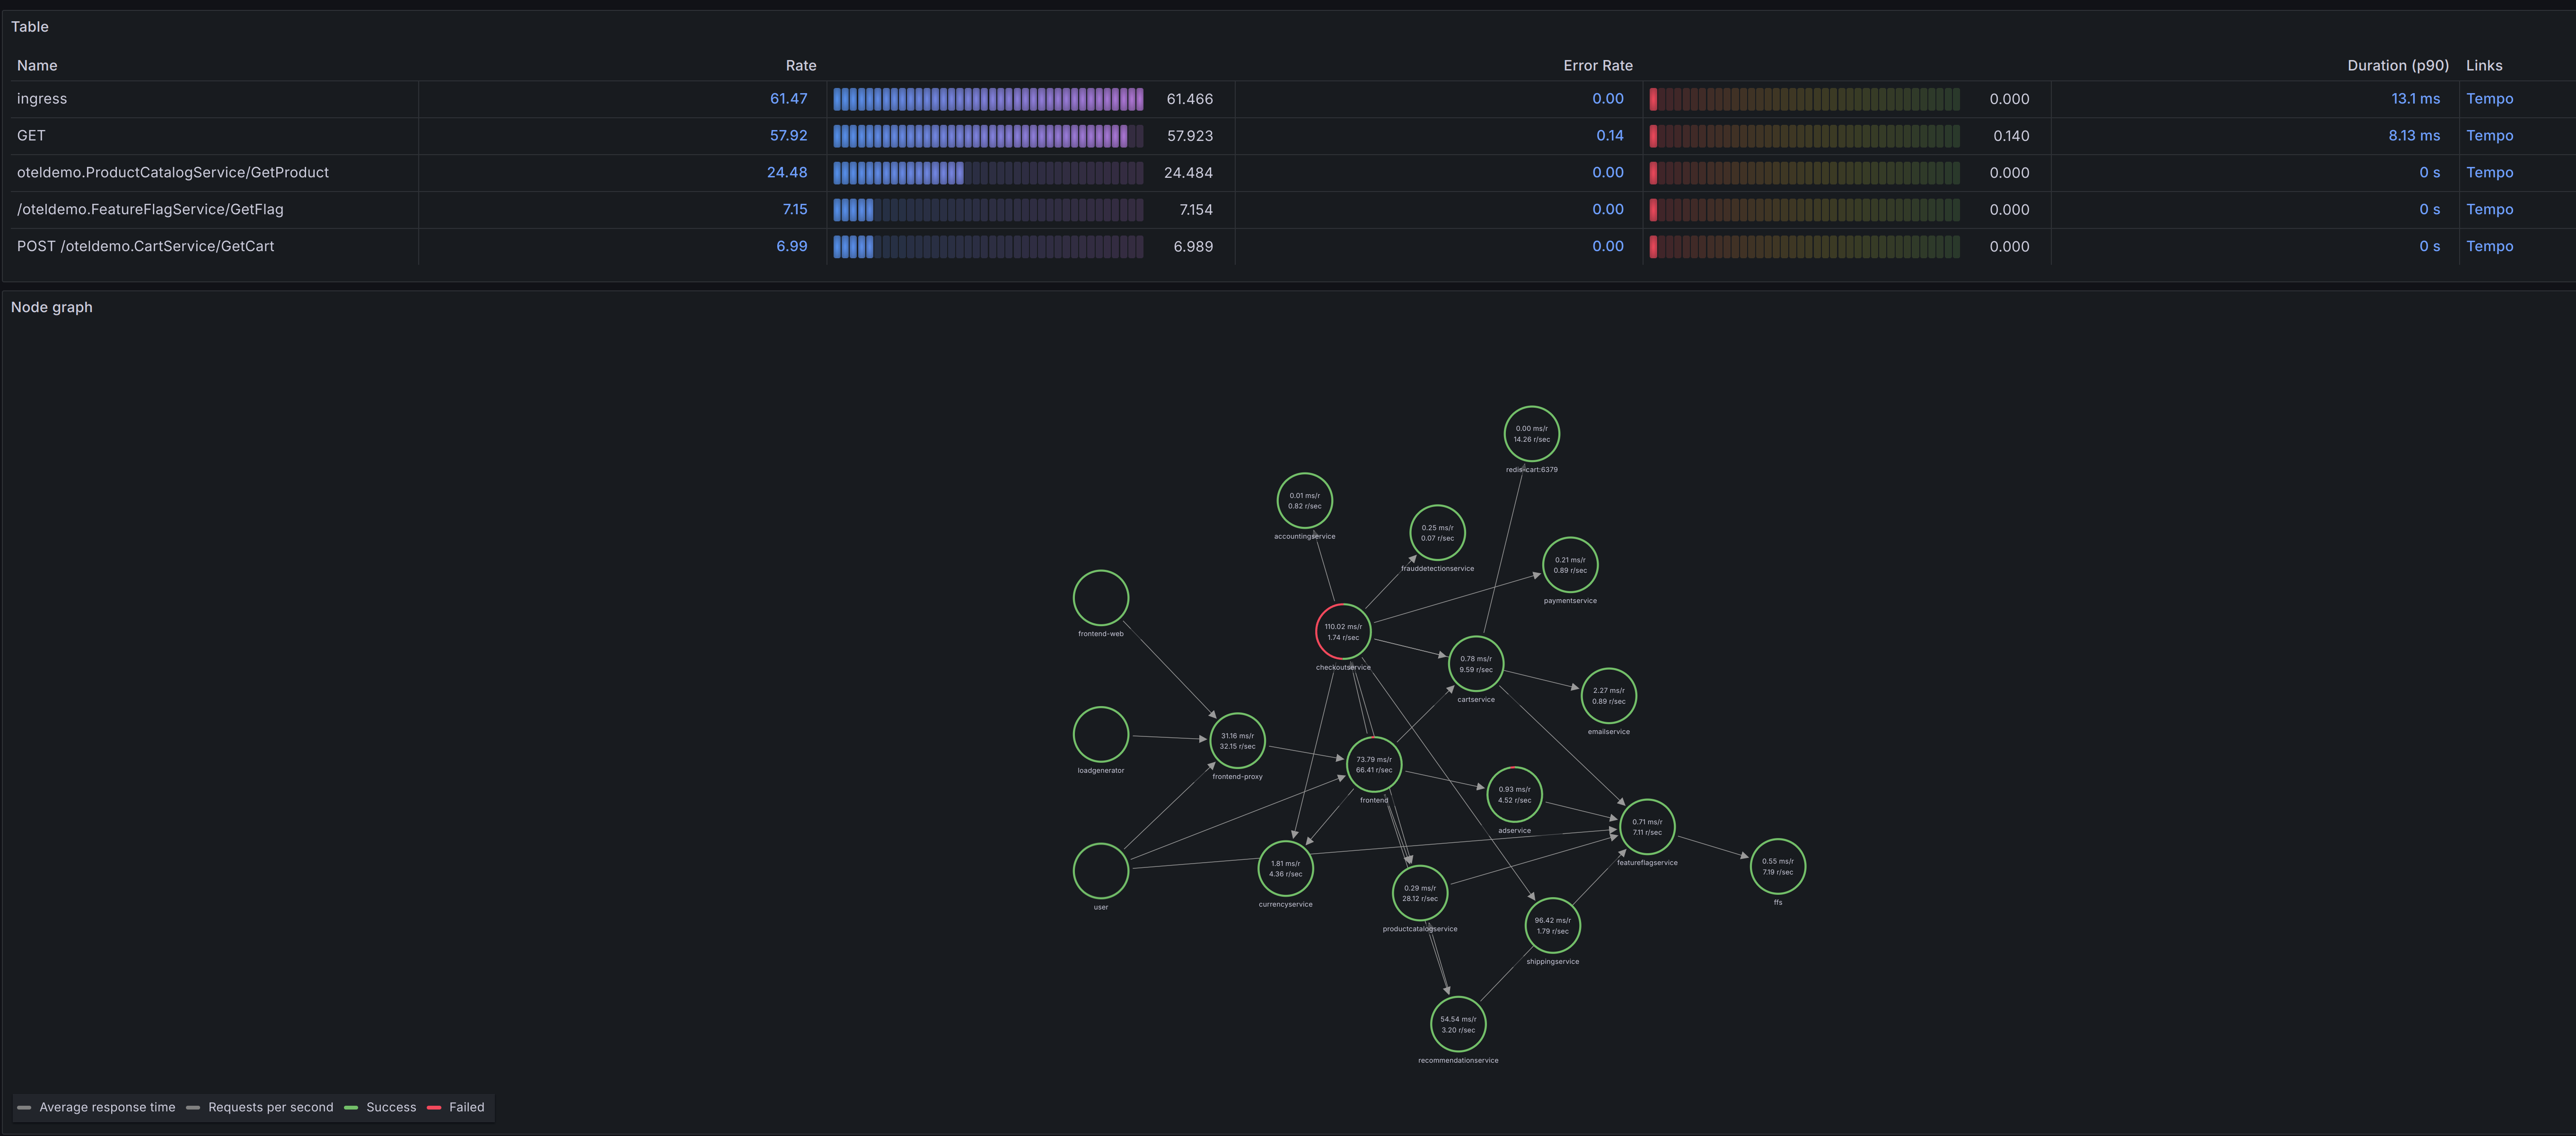 Table
Name Rate Error Rate Duration (p90) Links
ingress 61.47 61.466 0.00 0.000 13.1 ms Tempo
GET 57.92 57.923 0.14 0.140 8.13 ms Tempo
oteldemo.ProductCatalogService/GetProduct 24.48 24.484 0.00 0.000 0 s Tempo
/oteldemo.FeatureFlagService/GetFlag 7.15 7.154 0.00 0.000 0 s Tempo
POST /oteldemo.CartService/GetCart 6.99 6.989 0.00 0.000 0 s Tempo
Node graph
0.00 ms/r
14.26 r/sec
redis-cart:6379
0.01 ms/r
0.82 r/sec
accountingservice
0.25 ms/r
0.07 r/sec
frauddetectionservice
0.21 ms/r
0.89 r/sec
paymentservice
frontend-web
110.02 ms/r
1.74 r/sec
checkoutservice
0.78 ms/r
9.59 r/sec
cartservice
2.27 ms/r
0.89 r/sec
emailservice
loadgenerator
31.16 ms/r
32.15 r/sec
frontend-proxy
73.79 ms/r
66.41 r/sec
frontend
0.93 ms/r
4.52 r/sec
adservice
0.71 ms/r
7.11 r/sec
featureflagservice
0.55 ms/r
7.19 r/sec
ffs
user
1.81 ms/r
4.36 r/sec
currencyservice
0.29 ms/r
28.12 r/sec
productcatalogservice
96.42 ms/r
1.79 r/sec
shippingservice
54.54 ms/r
3.20 r/sec
recommendationservice
Average response time Requests per second Success Failed